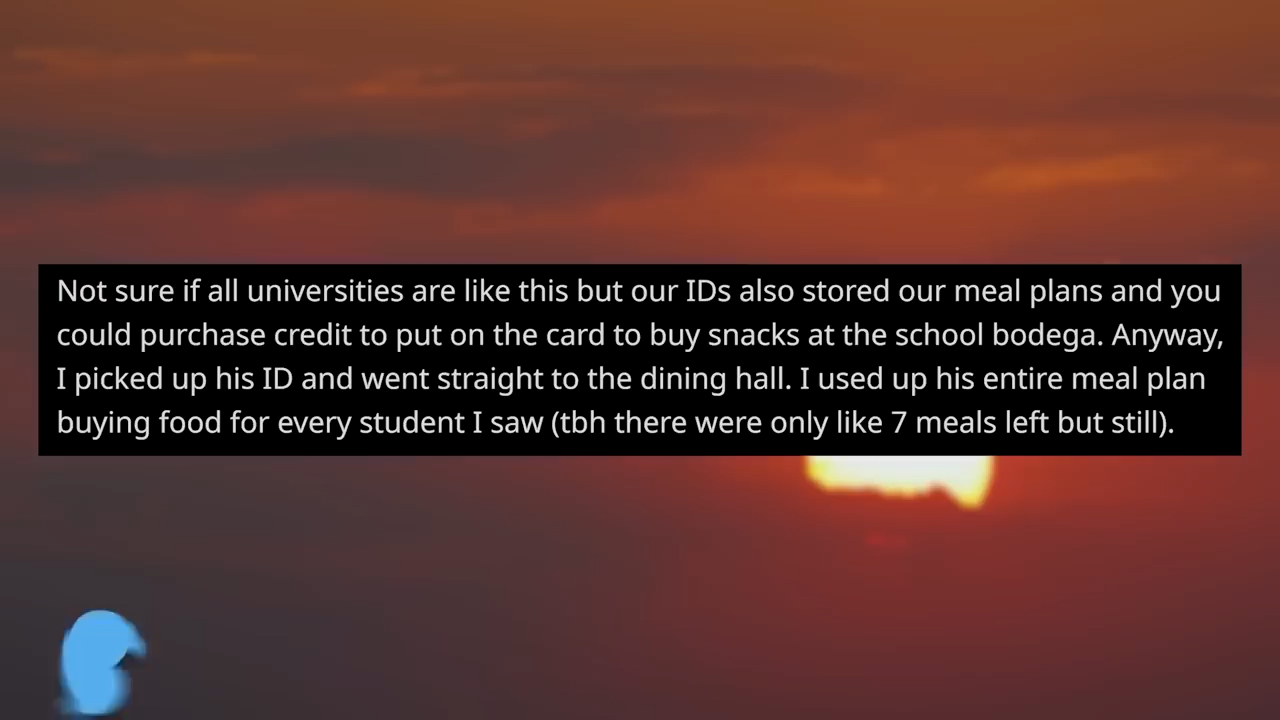 Not sure if all universities are like this but our IDs also stored our meal plans and you
could purchase credit to put on the card to buy snacks at the school bodega. Anyway,
I picked up his ID and went straight to the dining hall. I used up his entire meal plan
buying food for every student I saw (tbh there were only like 7 meals left but still).